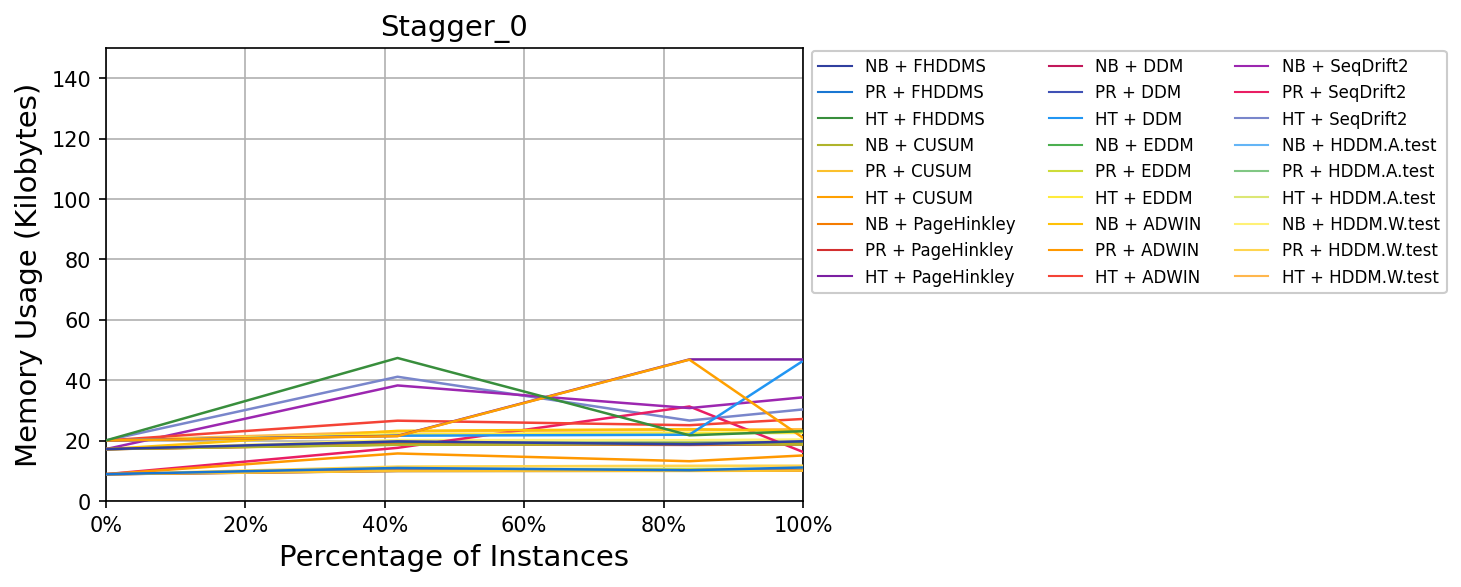 Stagger_0
Memory Usage (Kilobytes)
140
120
100
80
60
40
20
0
0% 20% 40% 60% 80% 100%
Percentage of Instances
NB + FHDDMS
PR + FHDDMS
HT + FHDDMS
NB + CUSUM
PR + CUSUM
HT + CUSUM
NB + PageHinkley
PR + PageHinkley
HT + PageHinkley
NB + DDM
PR + DDM
HT + DDM
NB + EDDM
PR + EDDM
HT + EDDM
NB + ADWIN
PR + ADWIN
HT + ADWIN
NB + SeqDrift2
PR + SeqDrift2
HT + SeqDrift2
NB + HDDM.A.test
PR + HDDM.A.test
HT + HDDM.A.test
NB + HDDM.W.test
PR + HDDM.W.test
HT + HDDM.W.test